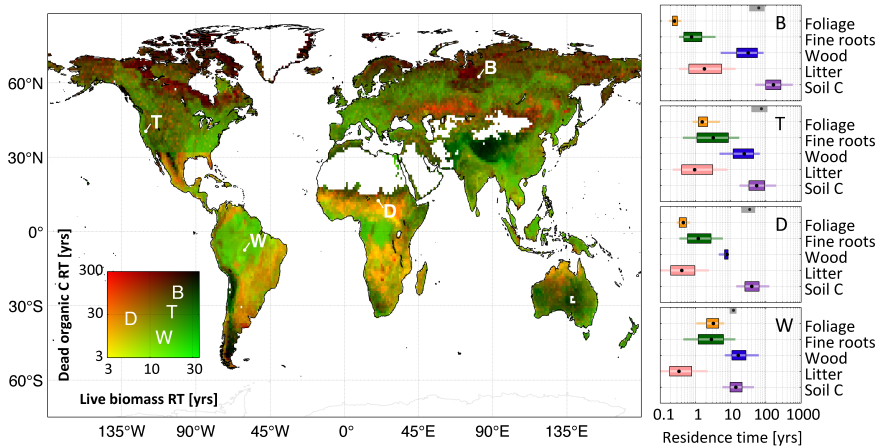 60°N
30°N
0°
30°S
60°S
135°W
90°W
45°W
0°
45°E
90°E
135°E
B
T
D
W
Dead organic C RT [yrs]
300
30
3
B
T
D
W
3
10
30
Live biomass RT [yrs]
B
Foliage
Fine roots
Wood
Litter
Soil C
T
Foliage
Fine roots
Wood
Litter
Soil C
D
Foliage
Fine roots
Wood
Litter
Soil C
W
Foliage
Fine roots
Wood
Litter
Soil C
0.1
1
10
100
1000
Residence time [yrs]